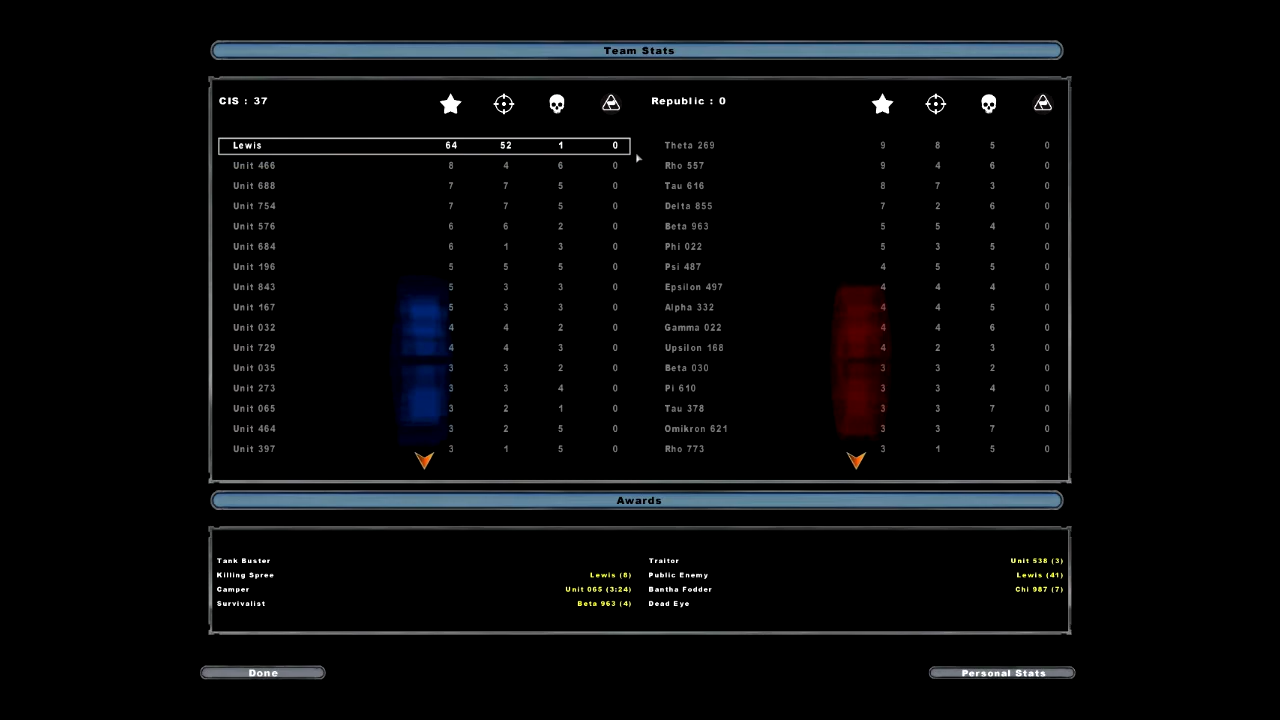 Team Stats
CIS : 37 Republic : 0
Lewis 64 52 1 0 Theta 269 9 8 5 0
Unit 466 8 4 6 0 Rho 557 9 4 6 0
Unit 688 7 7 5 0 Tau 616 8 7 3 0
Unit 754 7 7 5 0 Delta 855 7 2 6 0
Unit 576 6 6 2 0 Beta 963 5 5 4 0
Unit 684 6 1 3 0 Phi 022 5 3 5 0
Unit 196 5 5 5 0 Psi 487 4 5 5 0
Unit 843 5 3 3 0 Epsilon 497 4 4 4 0
Unit 167 5 3 3 0 Alpha 332 4 4 5 0
Unit 032 4 4 2 0 Gamma 022 4 4 6 0
Unit 729 4 4 3 0 Upsilon 168 4 2 3 0
Unit 035 3 3 2 0 Beta 030 3 3 2 0
Unit 273 3 3 4 0 Pi 610 3 3 4 0
Unit 065 3 2 1 0 Tau 378 3 3 7 0
Unit 464 3 2 5 0 Omikron 621 3 3 7 0
Unit 397 3 1 5 0 Rho 773 3 1 5 0
Awards
Tank Buster Traitor Unit 538 (3)
Killing Spree Lewis (8) Public Enemy Lewis (41)
Camper Unit 065 (3:24) Bantha Fodder Chi 987 (7)
Survivalist Beta 963 (4) Dead Eye
Done Personal Stats